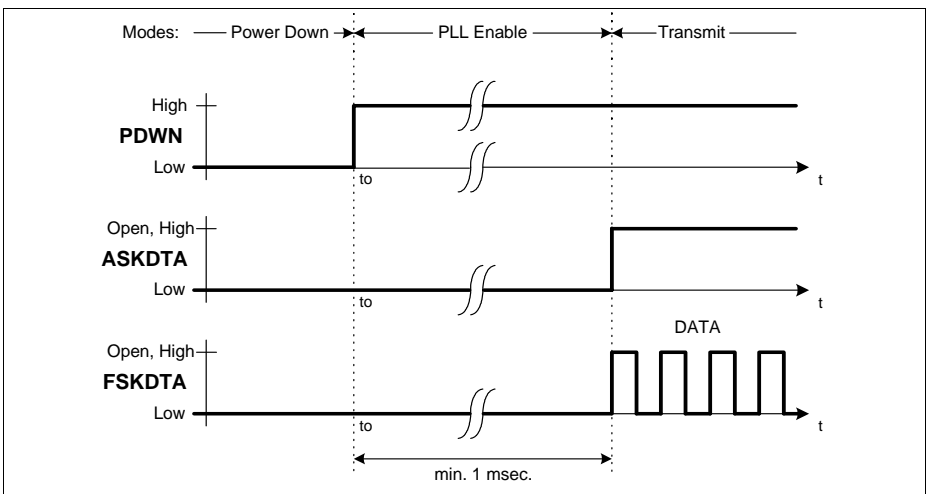 Modes: Power Down PLL Enable Transmit
High
PDWN
Low
to
t
Open, High
ASKDTA
Low
to
t
DATA
Open, High
FSKDTA
Low
to
t
min. 1 msec.